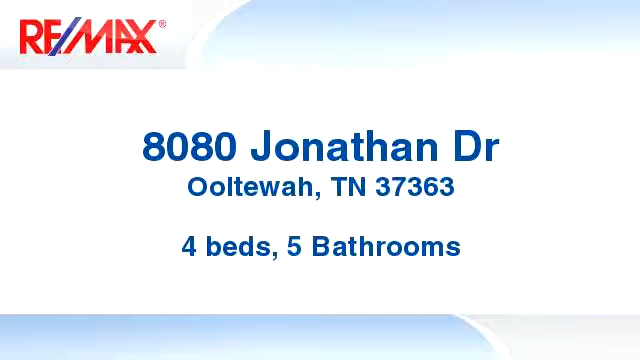 RE/MAX®
8080 Jonathan Dr
Ooltewah, TN 37363
4 beds, 5 Bathrooms